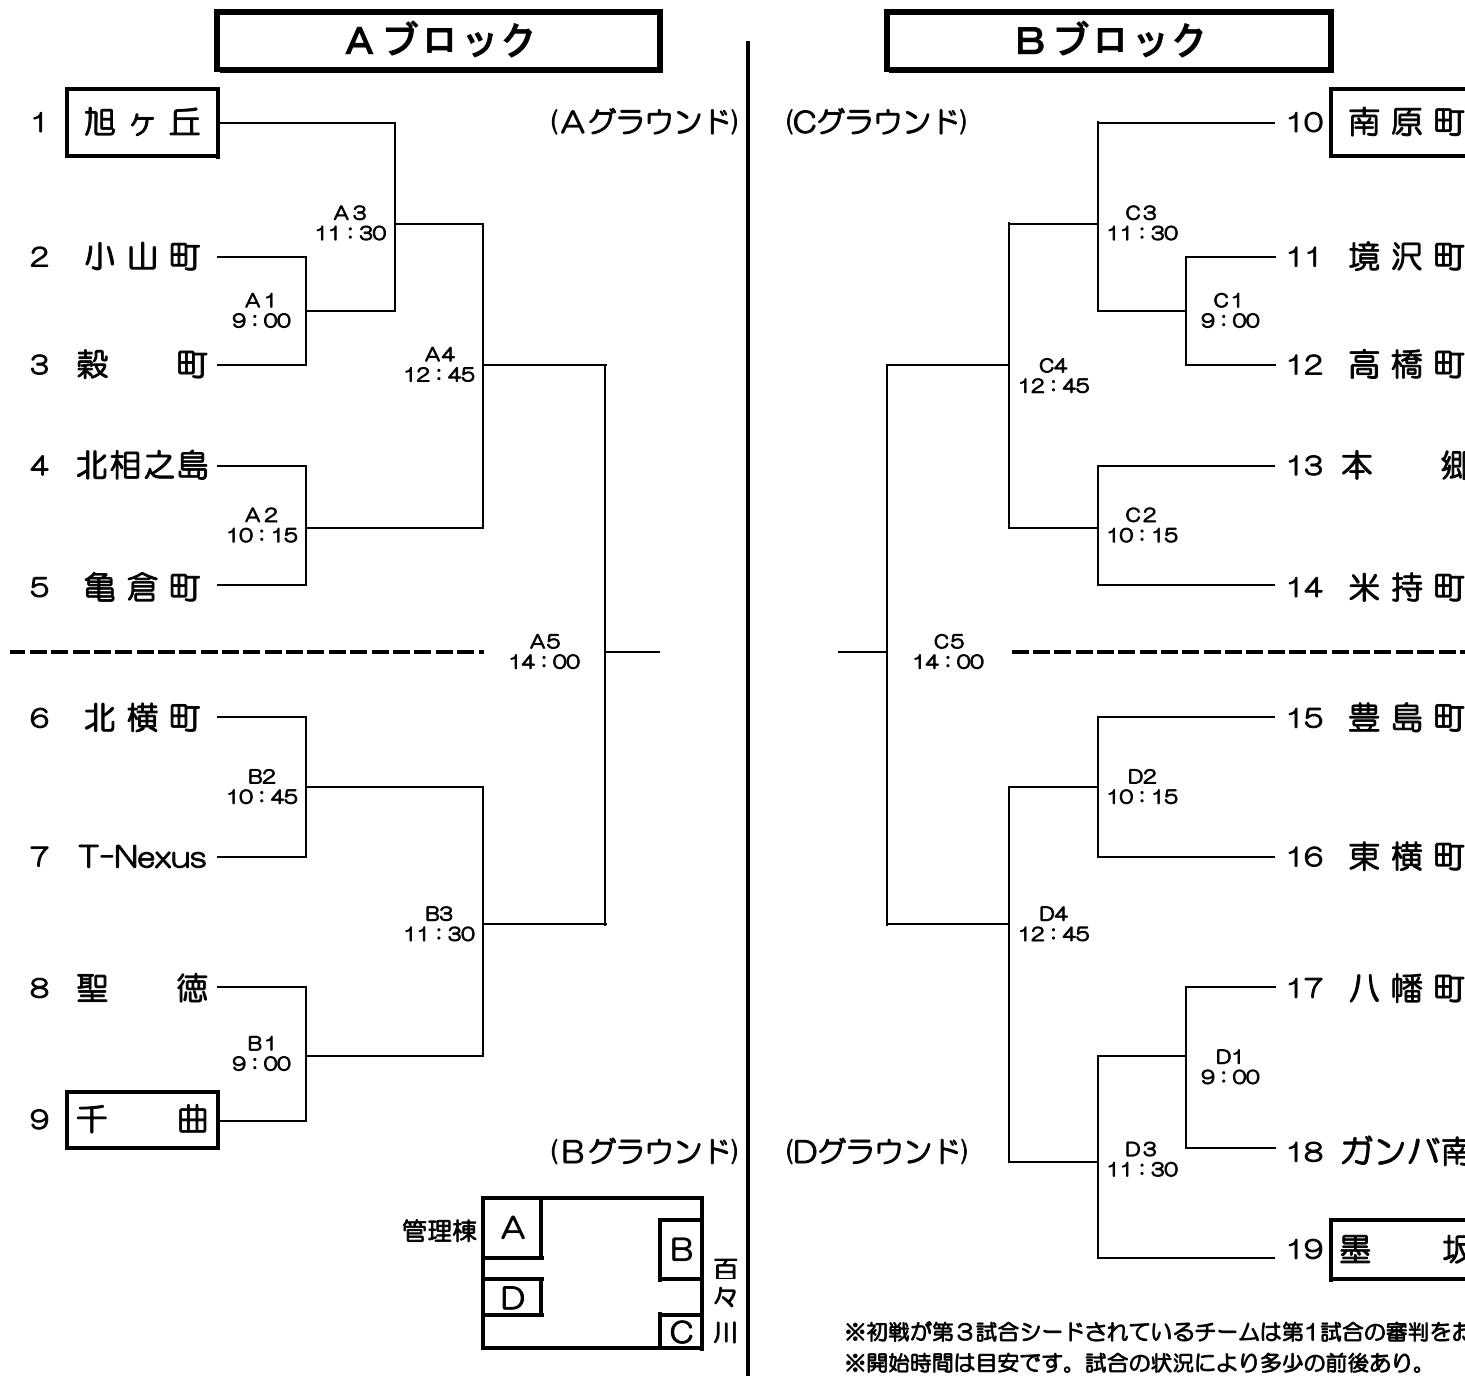 Aブロック
(Aグラウンド)
1 旭ヶ丘
A3
11:30
2 小山町
A1
9:00
3 穀 町
A4
12:45
4 北相之島
A2
10:15
5 亀倉町
A5
14:00
6 北横町
B2
10:45
7 T-Nexus
B3
11:30
8 聖 徳
B1
9:00
9 千 曲
(Bグラウンド)
管理棟
A
B
D
C
百々川
Bブロック
(Cグラウンド)
10 南原町
C3
11:30
11 境沢町
C1
9:00
12 高橋町
C4
12:45
13 本 郷
C2
10:15
14 米持町
C5
14:00
15 豊島町
D2
10:15
16 東横町
D4
12:45
17 八幡町
D1
9:00
18 ガンバ南
D3
11:30
(Dグラウンド)
19 墨 坂
※初戦が第3試合シードされているチームは第1試合の審判をお
※開始時間は目安です。試合の状況により多少の前後あり。